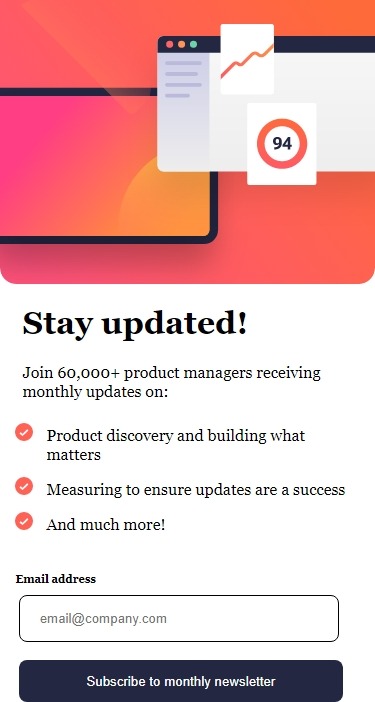 94
Stay updated!
Join 60,000+ product managers receiving
monthly updates on:
Product discovery and building what
matters
Measuring to ensure updates are a success
And much more!
Email address
email@company.com
Subscribe to monthly newsletter